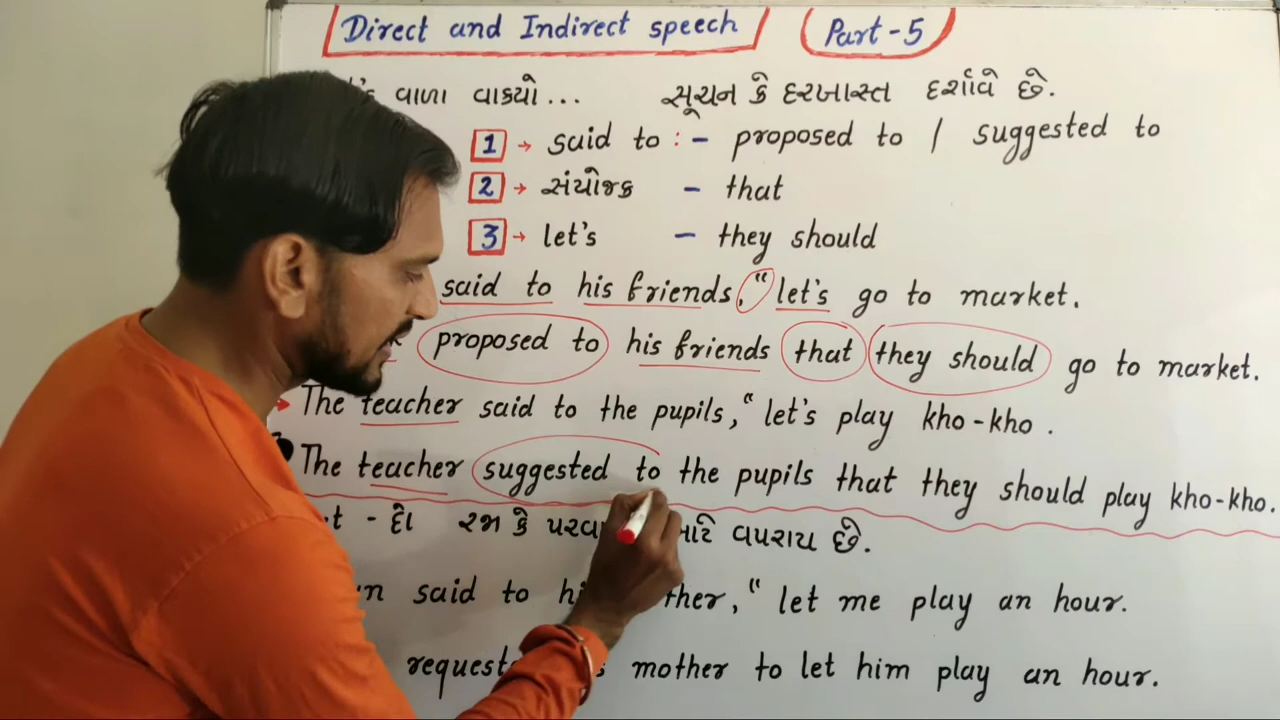 Direct and Indirect speech Part-5
વાળા વાક્યો... સૂચન કે દરખાસ્ત દર્શાવે છે.
1 → said to :- proposed to / suggested to
2 → સંયોજક - that
3 → let's - they should
said to his friends, "let's go to market.
proposed to his friends that they should go to market.
The teacher said to the pupils, "let's play kho-kho.
The teacher suggested to the pupils that they should play kho-kho.
રજા કે વપરાય છે.
said to "let me play an hour.
mother to let him play an hour.